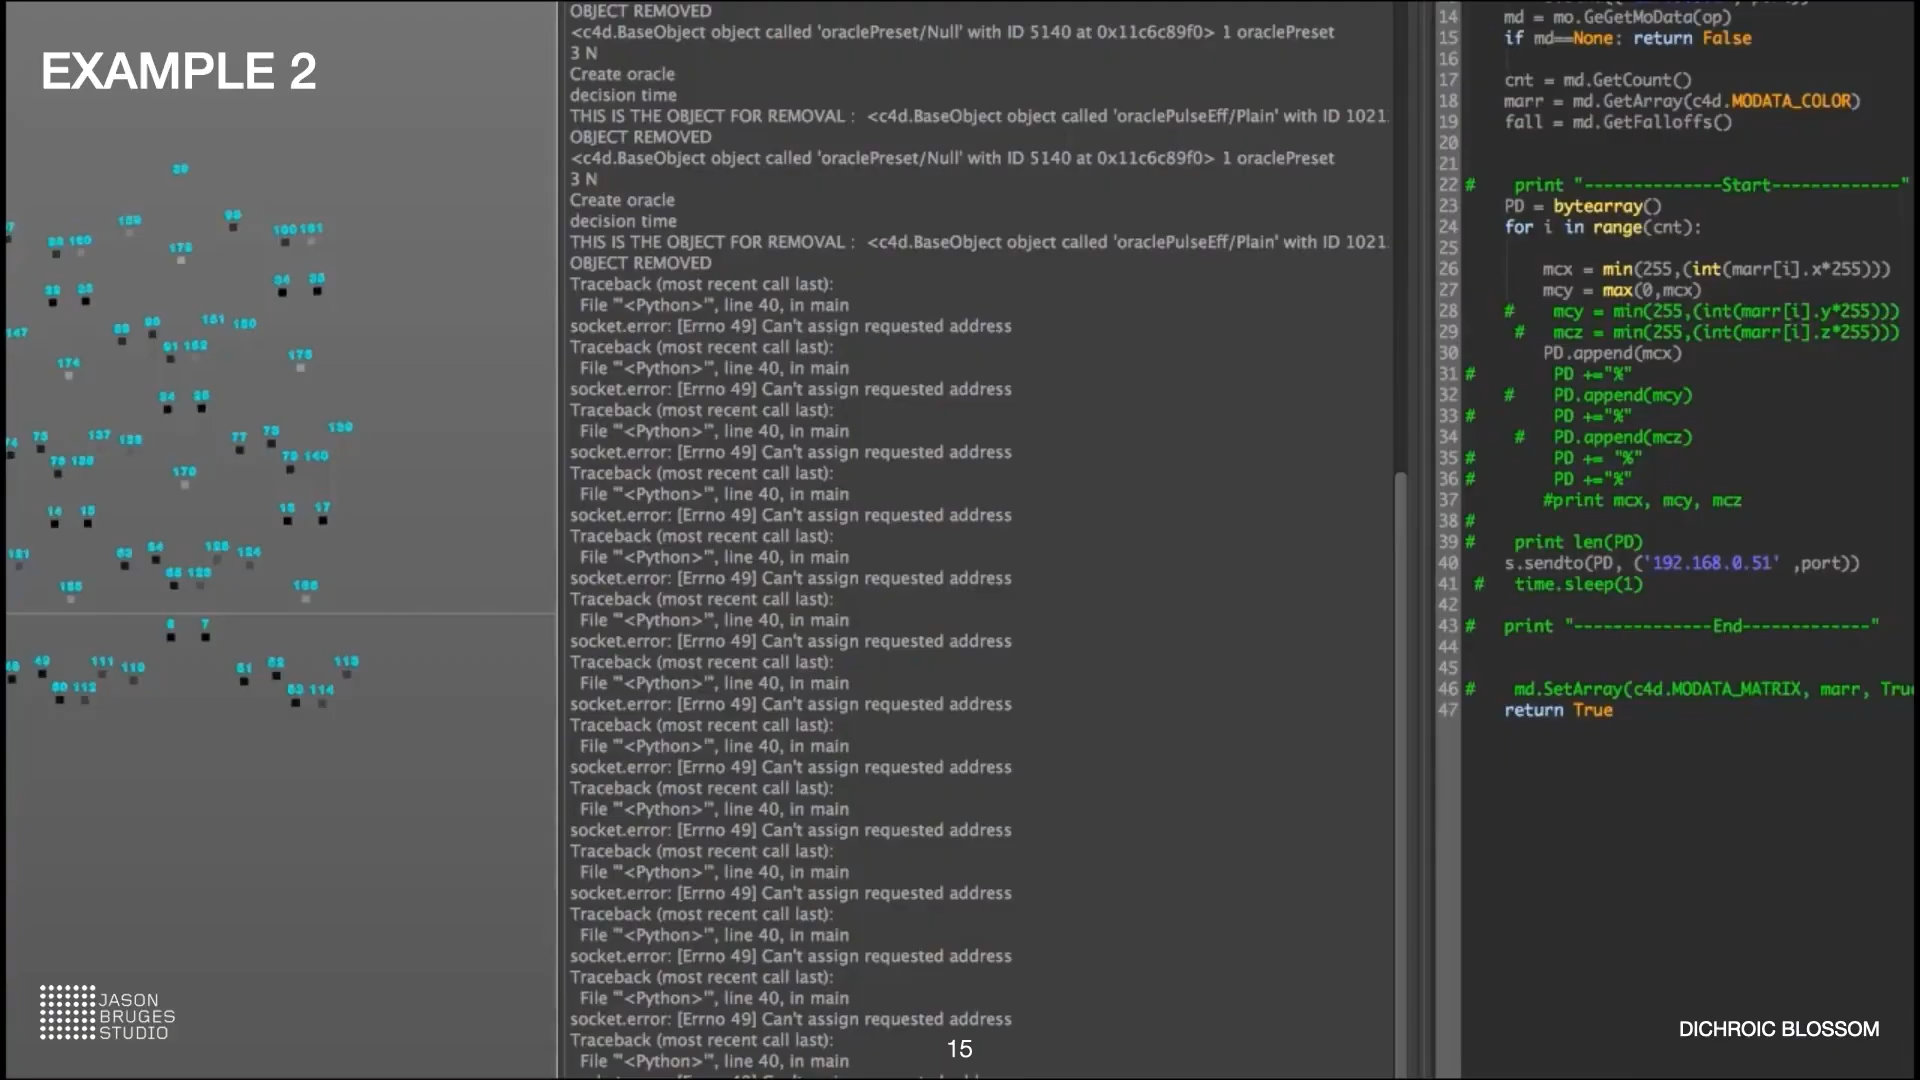 EXAMPLE 2
OBJECT REMOVED
<c4d.BaseObject object called 'oraclePreset/Null' with ID 5140 at 0x11c6c89f0> 1 oraclePreset
3 N
Create oracle
decision time
THIS IS THE OBJECT FOR REMOVAL :  <c4d.BaseObject object called 'oraclePulseEff/Plain' with ID 1021
OBJECT REMOVED
<c4d.BaseObject object called 'oraclePreset/Null' with ID 5140 at 0x11c6c89f0> 1 oraclePreset
3 N
Create oracle
decision time
THIS IS THE OBJECT FOR REMOVAL :  <c4d.BaseObject object called 'oraclePulseEff/Plain' with ID 1021
OBJECT REMOVED
Traceback (most recent call last):
File "'<Python>'", line 40, in main
socket.error: [Errno 49] Can't assign requested address
Traceback (most recent call last):
File "'<Python>'", line 40, in main
socket.error: [Errno 49] Can't assign requested address
Traceback (most recent call last):
File "'<Python>'", line 40, in main
socket.error: [Errno 49] Can't assign requested address
Traceback (most recent call last):
File "'<Python>'", line 40, in main
socket.error: [Errno 49] Can't assign requested address
Traceback (most recent call last):
File "'<Python>'", line 40, in main
socket.error: [Errno 49] Can't assign requested address
Traceback (most recent call last):
File "'<Python>'", line 40, in main
socket.error: [Errno 49] Can't assign requested address
Traceback (most recent call last):
File "'<Python>'", line 40, in main
socket.error: [Errno 49] Can't assign requested address
Traceback (most recent call last):
File "'<Python>'", line 40, in main
socket.error: [Errno 49] Can't assign requested address
Traceback (most recent call last):
File "'<Python>'", line 40, in main
socket.error: [Errno 49] Can't assign requested address
Traceback (most recent call last):
File "'<Python>'", line 40, in main
socket.error: [Errno 49] Can't assign requested address
Traceback (most recent call last):
File "'<Python>'", line 40, in main
socket.error: [Errno 49] Can't assign requested address
Traceback (most recent call last):
File "'<Python>'", line 40, in main
socket.error: [Errno 49] Can't assign requested address
Traceback (most recent call last):
File "'<Python>'", line 40, in main
14 md = mo.GeGetMoData(op)
15 if md==None: return False
16
17 cnt = md.GetCount()
18 marr = md.GetArray(c4d.MODATA_COLOR)
19 fall = md.GetFalloffs()
20
21
22 # print "--------------Start-------------"
23 PD = bytearray()
24 for i in range(cnt):
25
26 mcx = min(255,(int(marr[i].x*255)))
27 mcy = max(0,mcx)
28 # mcy = min(255,(int(marr[i].y*255)))
29 # mcz = min(255,(int(marr[i].z*255)))
30 PD.append(mcx)
31 # PD +="%"
32 # PD.append(mcy)
33 # PD +="%"
34 # PD.append(mcz)
35 # PD += "%"
36 # PD +="%"
37 #print mcx, mcy, mcz
38 #
39 # print len(PD)
40 s.sendto(PD, ('192.168.0.51' ,port))
41 # time.sleep(1)
42
43 # print "--------------End-------------"
44
45
46 # md.SetArray(c4d.MODATA_MATRIX, marr, Tru
47 return True
JASON
BRUGES
STUDIO
15
DICHROIC BLOSSOM